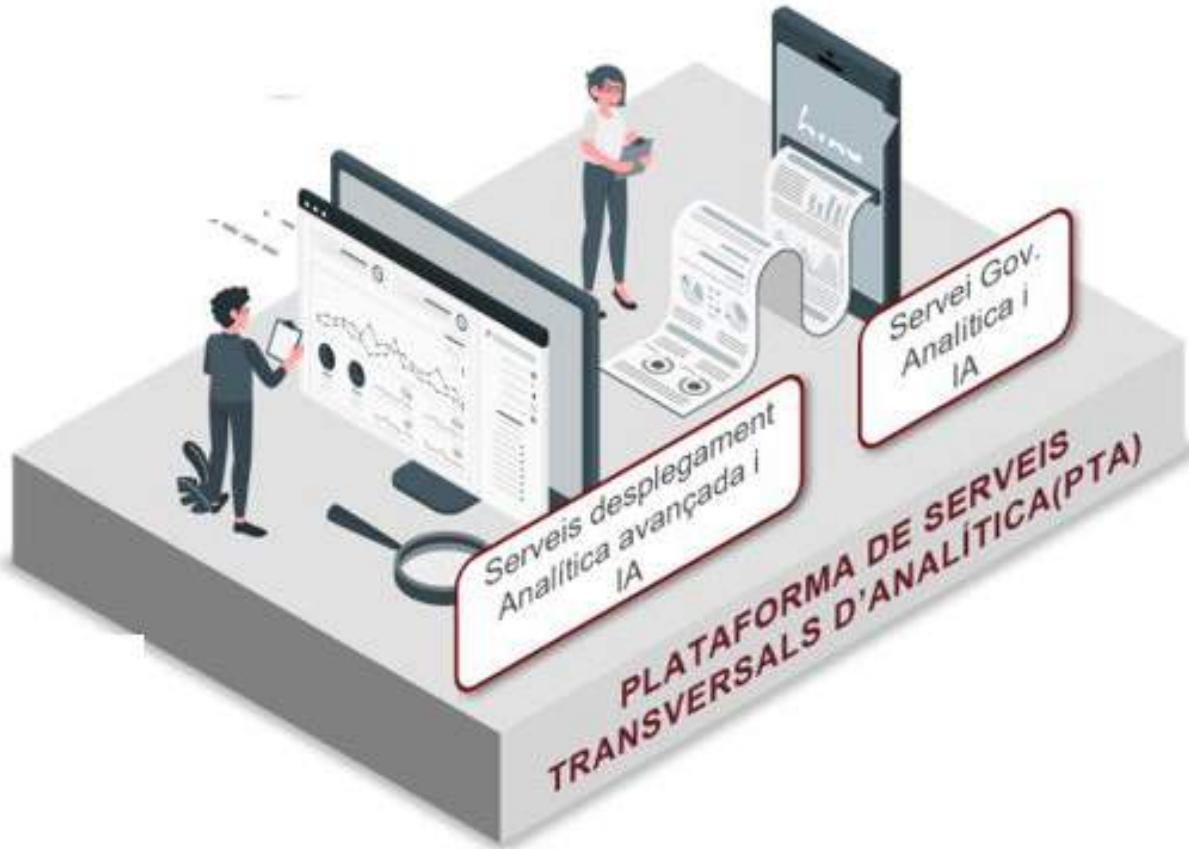 Servei Gov.
Analítica i
IA
Serveis desplegament
Analítica avançada i
IA
PLATAFORMA DE SERVEIS
TRANSVERSALS D'ANALÍTICA(PTA)